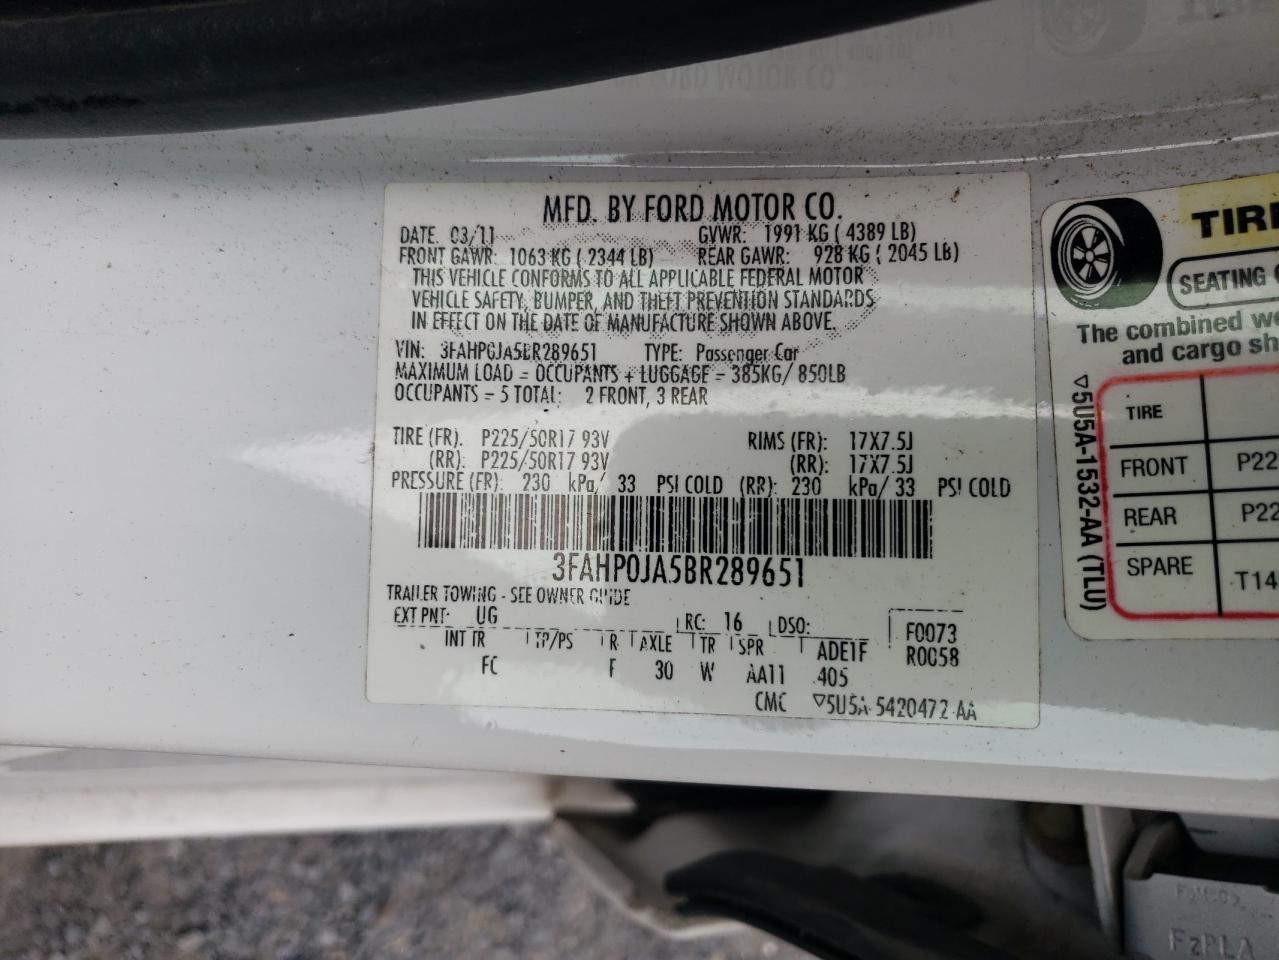 MFD. BY FORD MOTOR CO.
DATE: 03/11 GVWR: 1991 KG ( 4389 LB)
FRONT GAWR: 1063 KG ( 2344 LB) REAR GAWR: 928 KG ( 2045 LB)
THIS VEHICLE CONFORMS TO ALL APPLICABLE FEDERAL MOTOR
VEHICLE SAFETY, BUMPER, AND THEFT PREVENTION STANDARDS
IN EFFECT ON THE DATE OF MANUFACTURE SHOWN ABOVE.
VIN: 3FAHP0JA5BR289651 TYPE: Passenger Car
MAXIMUM LOAD = OCCUPANTS + LUGGAGE = 385KG/ 850LB
OCCUPANTS = 5 TOTAL: 2 FRONT, 3 REAR
TIRE (FR): P225/50R17 93V RIMS (FR): 17X7.5J
(RR): P225/50R17 93V (RR): 17X7.5J
PRESSURE (FR): 230 kPa/ 33 PSI COLD (RR): 230 kPa/ 33 PSI COLD
3FAHP0JA5BR289651
TRAILER TOWING - SEE OWNER GUIDE
EXT PNT: UG RC: 16 DSO: F0073
INT TR TP/PS R AXLE TR SPR ADE1F R0058
FC F 30 W AA11 405
CMC ▽5U5A-5420472-AA
TIRE
SEATING
The combined
and cargo
▽5U5A-1532-AA (TLU)
TIRE
FRONT P22
REAR P22
SPARE T14